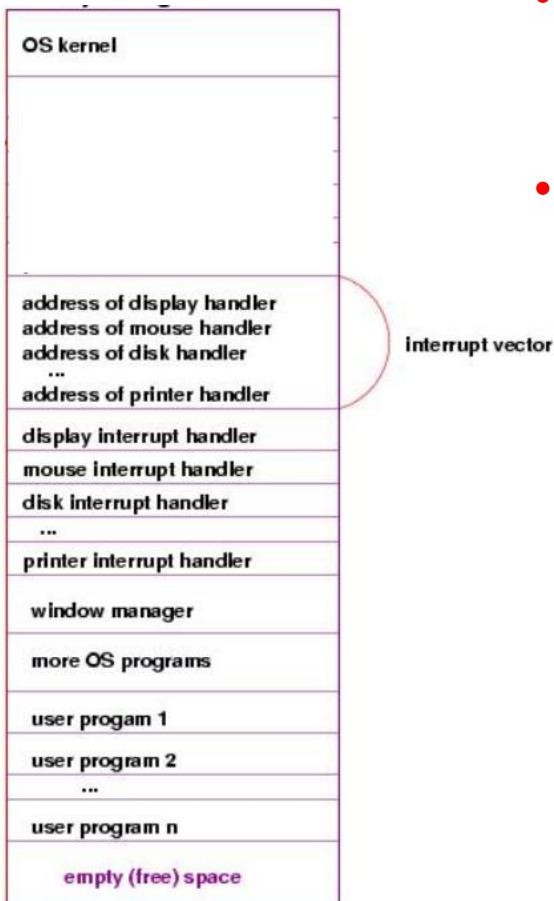 OS kernel
address of display handler
address of mouse handler
address of disk handler
...
address of printer handler
interrupt vector
display interrupt handler
mouse interrupt handler
disk interrupt handler
...
printer interrupt handler
window manager
more OS programs
user progam 1
user program 2
...
user program n
empty (free) space